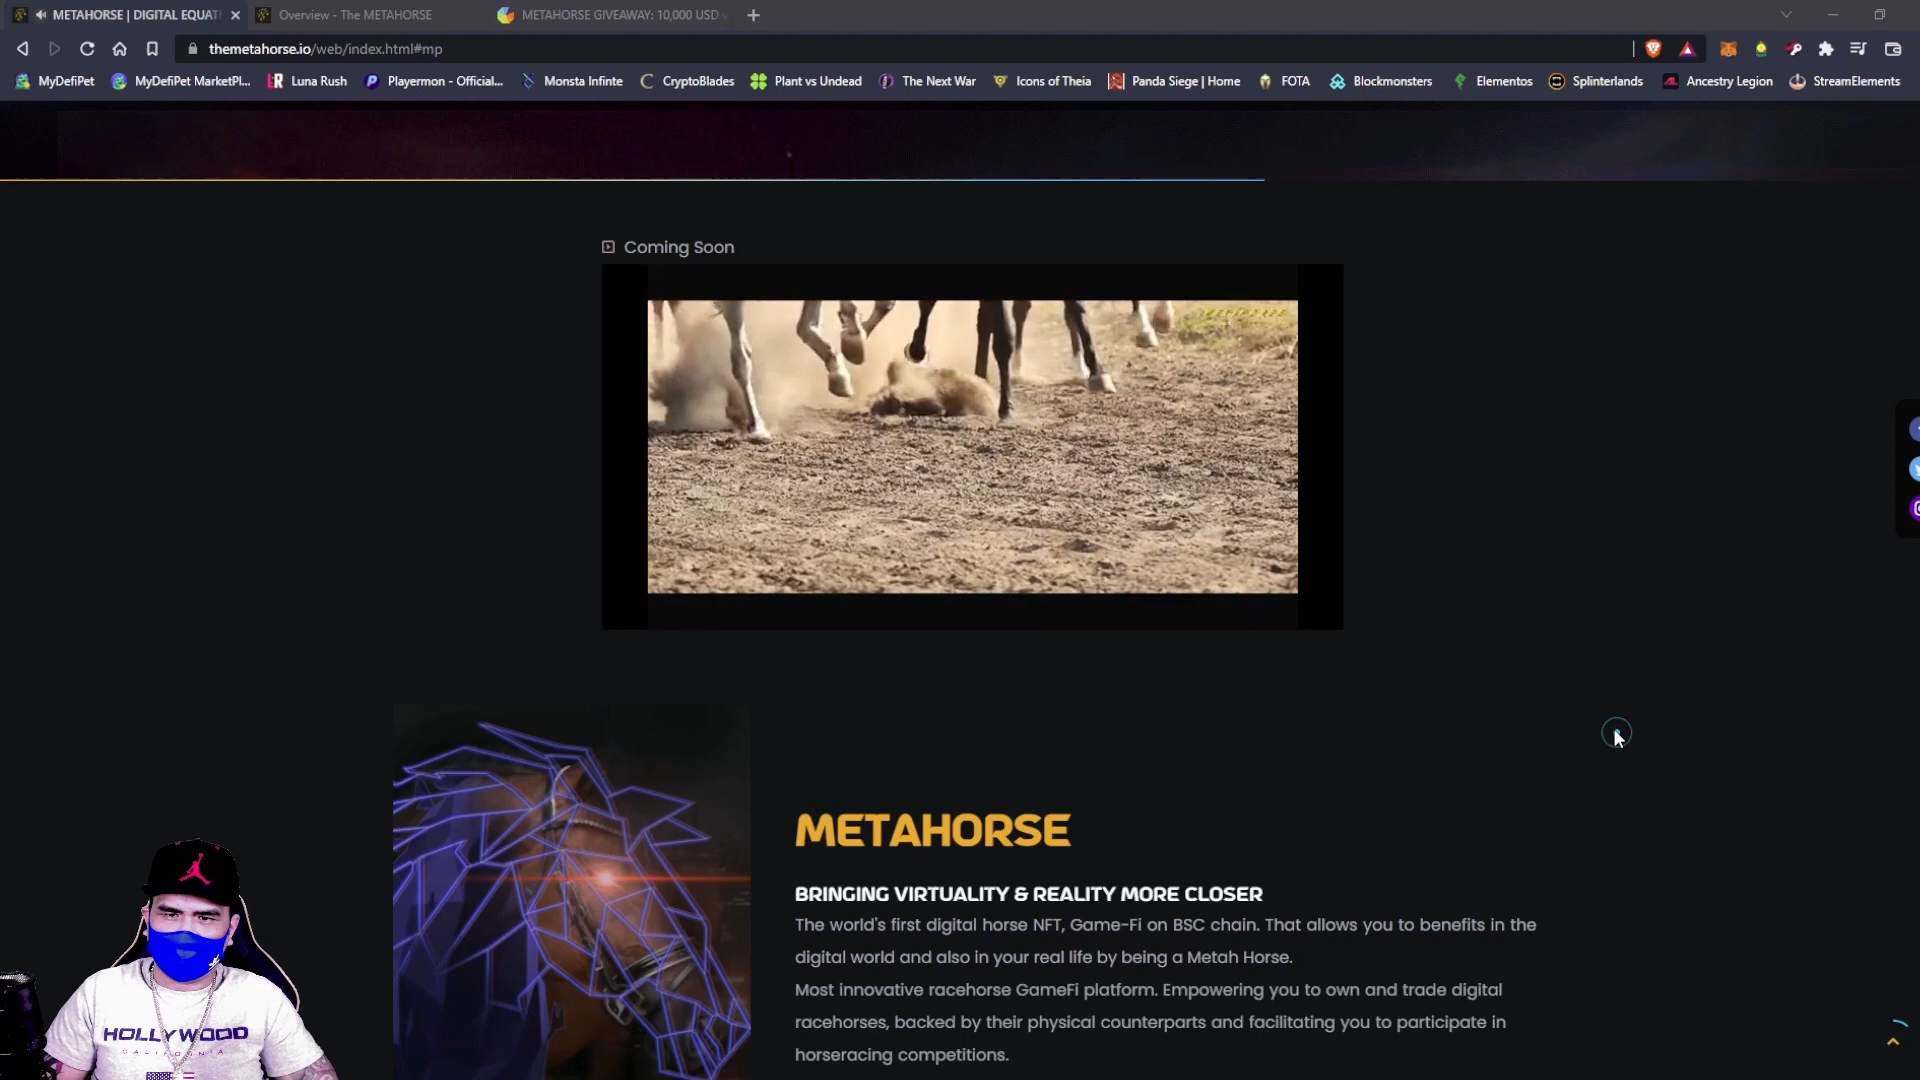 METAHORSE | DIGITAL EQUAT
Overview - The METAHORSE
METAHORSE GIVEAWAY: 10,000 USD
themetahorse.io/web/index.html#mp
MyDefiPet
MyDefiPet MarketPl...
Luna Rush
Playermon - Official...
Monsta Infinte
CryptoBlades
Plant vs Undead
The Next War
Icons of Theia
Panda Siege | Home
FOTA
Blockmonsters
Elementos
Splinterlands
Ancestry Legion
StreamElements
Coming Soon
METAHORSE
BRINGING VIRTUALITY & REALITY MORE CLOSER
The world's first digital horse NFT, Game-Fi on BSC chain. That allows you to benefits in the
digital world and also in your real life by being a Metah Horse.
Most innovative racehorse GameFi platform. Empowering you to own and trade digital
racehorses, backed by their physical counterparts and facilitating you to participate in
horseracing competitions.
HOLLYWOOD
CALIFORNIA